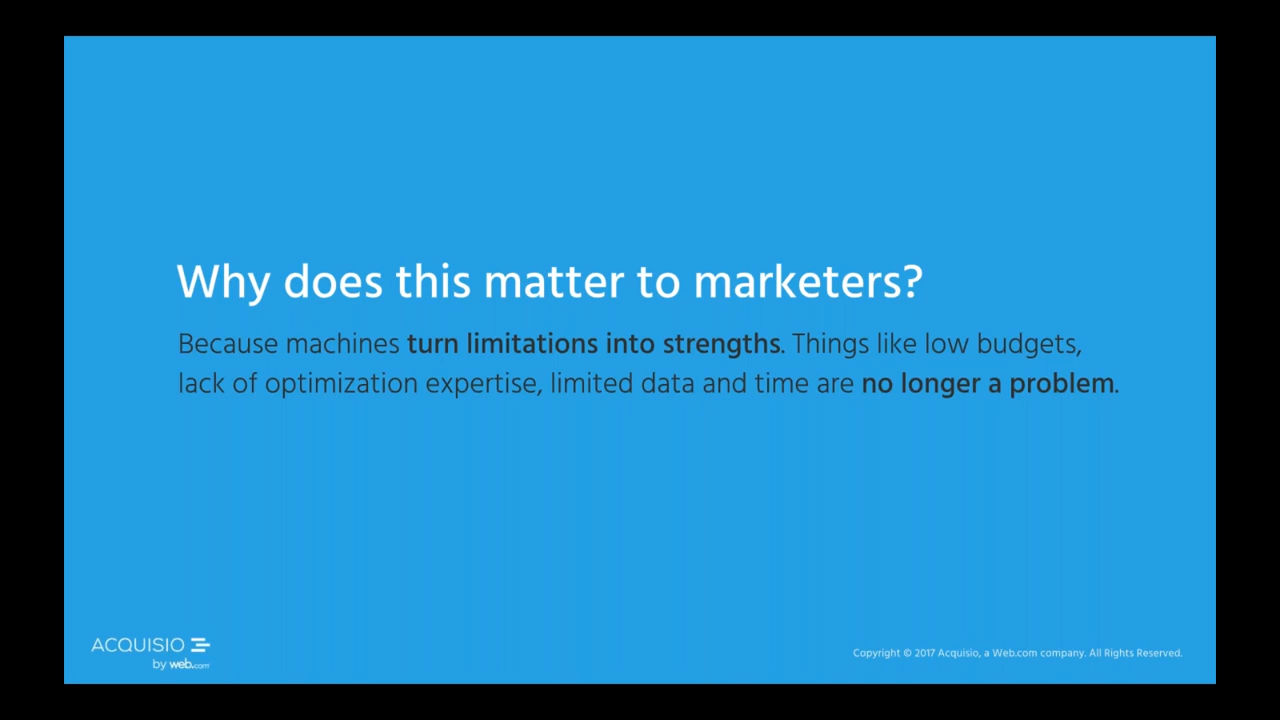 Why does this matter to marketers?
Because machines turn limitations into strengths. Things like low budgets,
lack of optimization expertise, limited data and time are no longer a problem.
ACQUISIO
by web.com
Copyright © 2017 Acquisio, a Web.com company. All Rights Reserved.